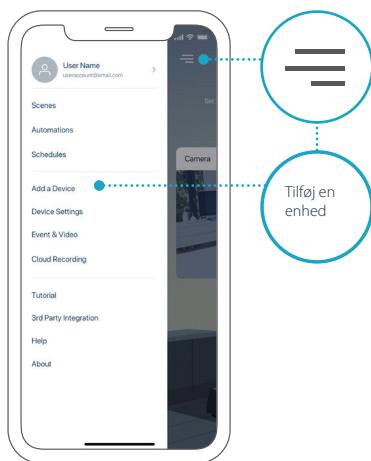 User Name
useraccount@email.com
Scenes
Automations
Schedules
Add a Device
Device Settings
Event & Video
Cloud Recording
Tutorial
3rd Party Integration
Help
About
Set
Camera
Tilføj en
enhed